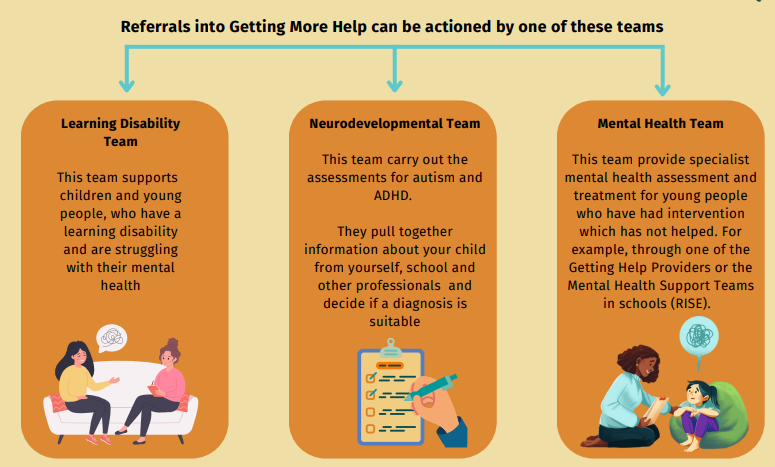 Referrals into Getting More Help can be actioned by one of these teams
Learning Disability
Team
This team supports
children and young
people, who have a
learning disability
and are struggling
with their mental
health
Neurodevelopmental Team
This team carry out the
assessments for autism and
ADHD.
They pull together
information about your child
from yourself, school and
other professionals and
decide if a diagnosis is
suitable
Mental Health Team
This team provide specialist
mental health assessment and
treatment for young people
who have had intervention
which has not helped. For
example, through one of the
Getting Help Providers or the
Mental Health Support Teams
in schools (RISE).